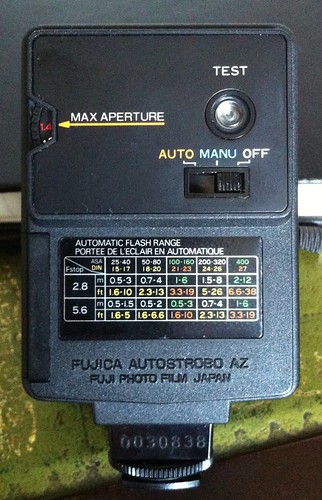 TEST
1.4 MAX APERTURE
AUTO MANU OFF
AUTOMATIC FLASH RANGE
PORTEE DE L'ECLAIR EN AUTOMATIQUE
ASA 25-40 50-80 100-160 200-320 400
Fstop DIN 15-17 18-20 21-23 24-26 27
2.8 m 0.5-3 0.7-4 1-6 1.5-8 2-12
ft 1.6-10 2.3-13 3.3-19 5-26 6.6-38
5.6 m 0.5-1.5 0.5-2 0.5-3 0.7-4 1-6
ft 1.6-5 1.6-6.6 1.6-10 2.3-13 3.3-19
FUJICA AUTOSTROBO AZ
FUJI PHOTO FILM JAPAN
0030838